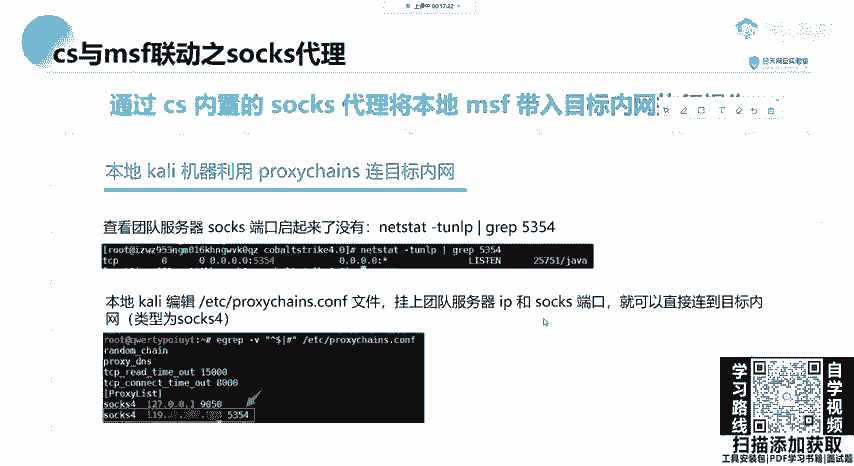 上课中 00:17:22
cs与msf联动之socks代理
合天网安实验室
通过 cs 内置的 socks 代理将本地 msf 带入目标内网
本地 kali 机器利用 proxychains 连目标内网
查看团队服务器 socks 端口启起来了没有：netstat -tunlp | grep 5354
[root@izwz953ngm016khngwvk0qz cobaltstrike4.0]# netstat -tunlp | grep 5354
tcp 0 0 0.0.0.0:5354 0.0.0.0:* LISTEN 25751/java
本地 kali 编辑 /etc/proxychains.conf 文件，挂上团队服务器 ip 和 socks 端口，就可以直接连到目标内
网（类型为socks4）
root@qwertypoiuyt:~# egrep -v "^$|#" /etc/proxychains.conf
random_chain
proxy_dns
tcp_read_time_out 15000
tcp_connect_time_out 8000
[ProxyList]
socks4 127.0.0.1 9050
socks4 119. 5354
学习路线
自学视频
扫描添加获取
工具安装包|PDF学习书籍|面试题